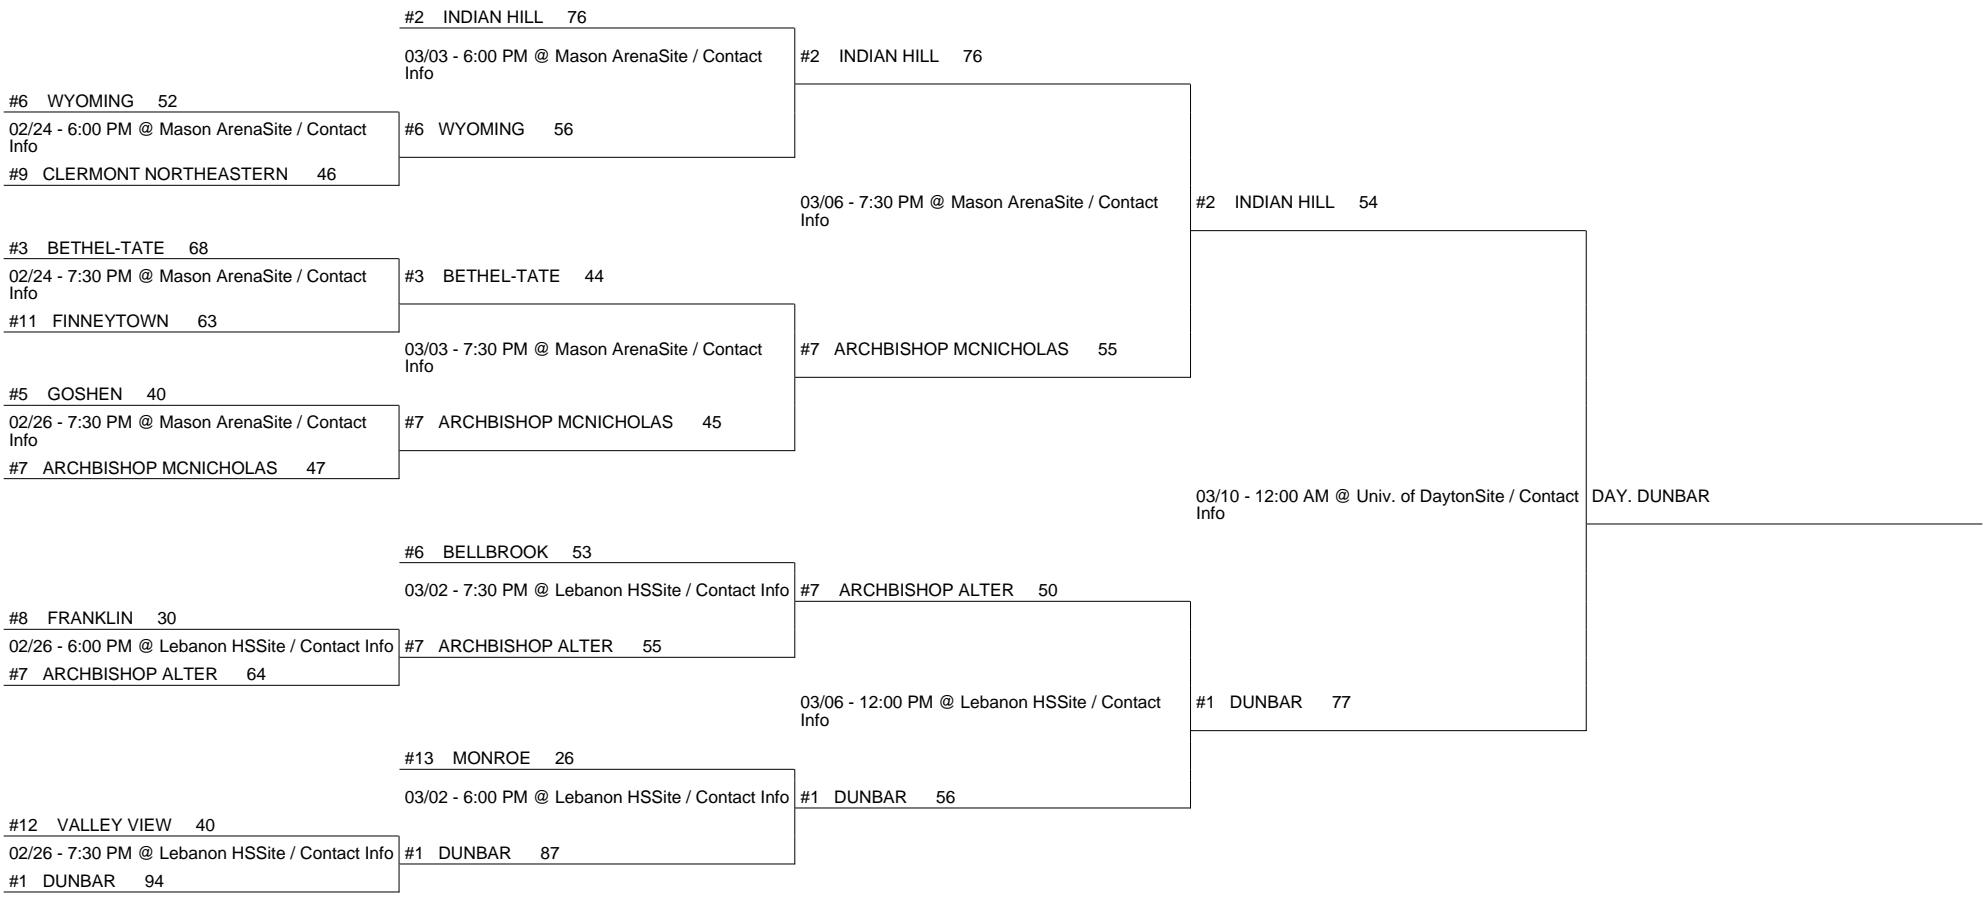 #2 INDIAN HILL 76
03/03 - 6:00 PM @ Mason ArenaSite / Contact
Info
#2 INDIAN HILL 76
#6 WYOMING 52
02/24 - 6:00 PM @ Mason ArenaSite / Contact
Info
#6 WYOMING 56
#9 CLERMONT NORTHEASTERN 46
03/06 - 7:30 PM @ Mason ArenaSite / Contact
Info
#2 INDIAN HILL 54
#3 BETHEL-TATE 68
02/24 - 7:30 PM @ Mason ArenaSite / Contact
Info
#3 BETHEL-TATE 44
#11 FINNEYTOWN 63
03/03 - 7:30 PM @ Mason ArenaSite / Contact
Info
#7 ARCHBISHOP MCNICHOLAS 55
#5 GOSHEN 40
02/26 - 7:30 PM @ Mason ArenaSite / Contact
Info
#7 ARCHBISHOP MCNICHOLAS 45
#7 ARCHBISHOP MCNICHOLAS 47
03/10 - 12:00 AM @ Univ. of DaytonSite / Contact
Info
DAY. DUNBAR
#6 BELLBROOK 53
03/02 - 7:30 PM @ Lebanon HSSite / Contact Info
#7 ARCHBISHOP ALTER 50
#8 FRANKLIN 30
02/26 - 6:00 PM @ Lebanon HSSite / Contact Info
#7 ARCHBISHOP ALTER 55
#7 ARCHBISHOP ALTER 64
03/06 - 12:00 PM @ Lebanon HSSite / Contact
Info
#1 DUNBAR 77
#13 MONROE 26
03/02 - 6:00 PM @ Lebanon HSSite / Contact Info
#1 DUNBAR 56
#12 VALLEY VIEW 40
02/26 - 7:30 PM @ Lebanon HSSite / Contact Info
#1 DUNBAR 87
#1 DUNBAR 94